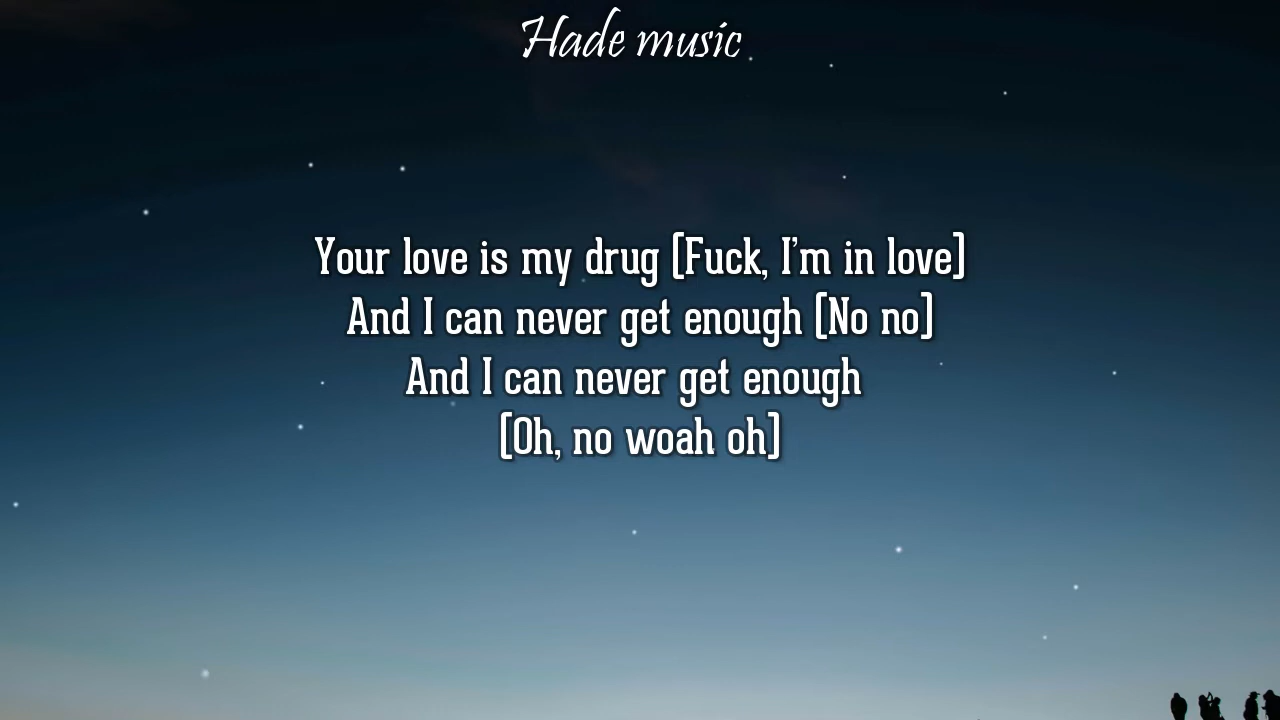 Hade music
Your love is my drug (Fuck, I'm in love)
And I can never get enough (No no)
And I can never get enough
(Oh, no woah oh)